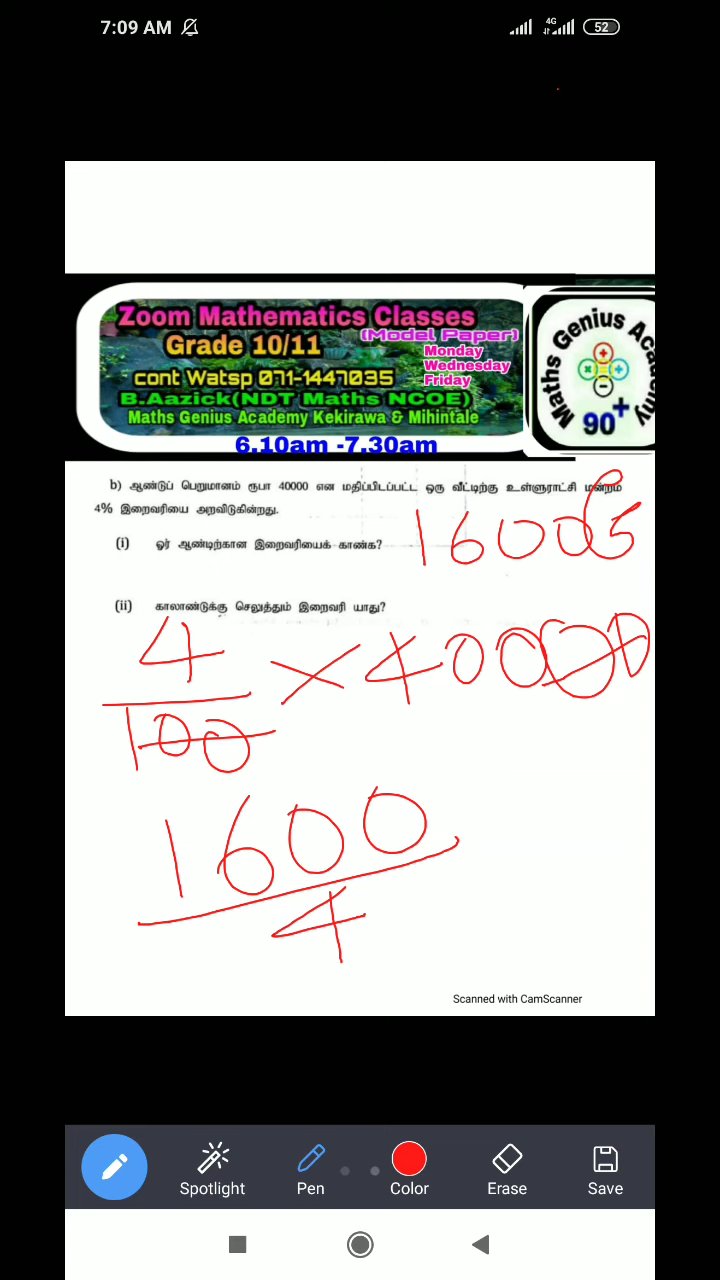 7:09 AM 4G 52
Zoom Mathematics Classes
(Model Paper)
Grade 10/11
Monday
Wednesday
Friday
cont Watsp 071-1447035
B.Aazick(NDT Maths NCOE)
Maths Genius Academy Kekirawa & Mihintale
6.10am -7.30am
Maths Genius Academy
90+
b) ஆண்டுப் பெறுமானம் ரூபா 40000 என மதிப்பிடப்பட்ட ஒரு வீட்டிற்கு உள்ளுராட்சி மன்றம்
4% இறைவரியை அறவிடுகின்றது.
(i) ஓர் ஆண்டிற்கான இறைவரியைக் காண்க?
1600
(ii) காலாண்டுக்கு செலுத்தும் இறைவரி யாது?
4
× 40000
100
1600
4
Scanned with CamScanner
Spotlight Pen Color Erase Save